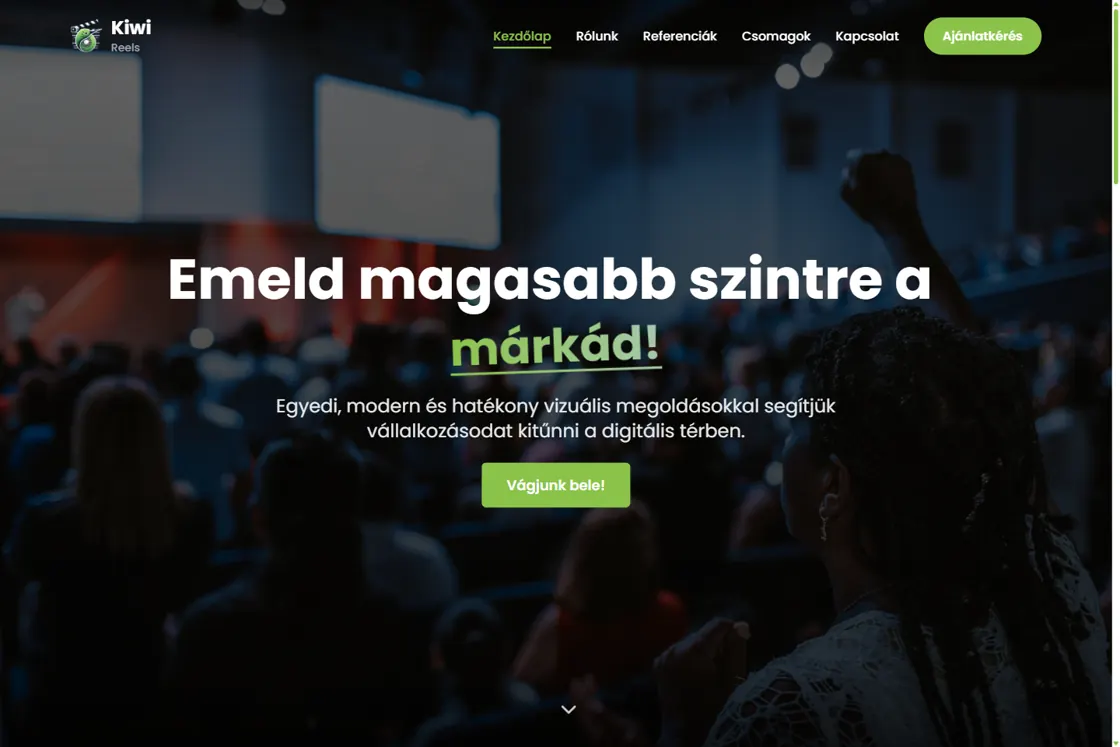 Kiwi
Reels
Kezdőlap
Rólunk
Referenciák
Csomagok
Kapcsolat
Ajánlatkérés
Emeld magasabb szintre a
márkád!
Egyedi, modern és hatékony vizuális megoldásokkal segítjük
vállalkozásodat kitűnni a digitális térben.
Vágjunk bele!